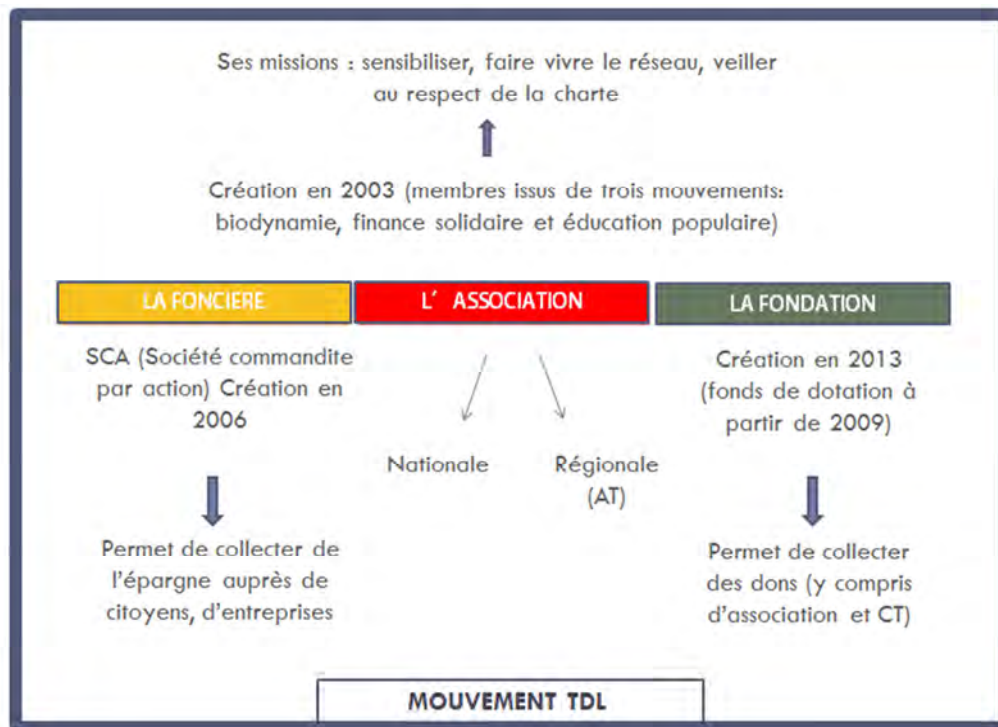 Ses missions : sensibiliser, faire vivre le réseau, veiller
au respect de la charte
Création en 2003 (membres issus de trois mouvements:
biodynamie, finance solidaire et éducation populaire)
LA FONCIERE
L' ASSOCIATION
LA FONDATION
SCA (Société commandite
par action) Création en
2006
Nationale
Régionale
(AT)
Création en 2013
(fonds de dotation à
partir de 2009)
Permet de collecter de
l'épargne auprès de
citoyens, d'entreprises
Permet de collecter
des dons (y compris
d'association et CT)
MOUVEMENT TDL